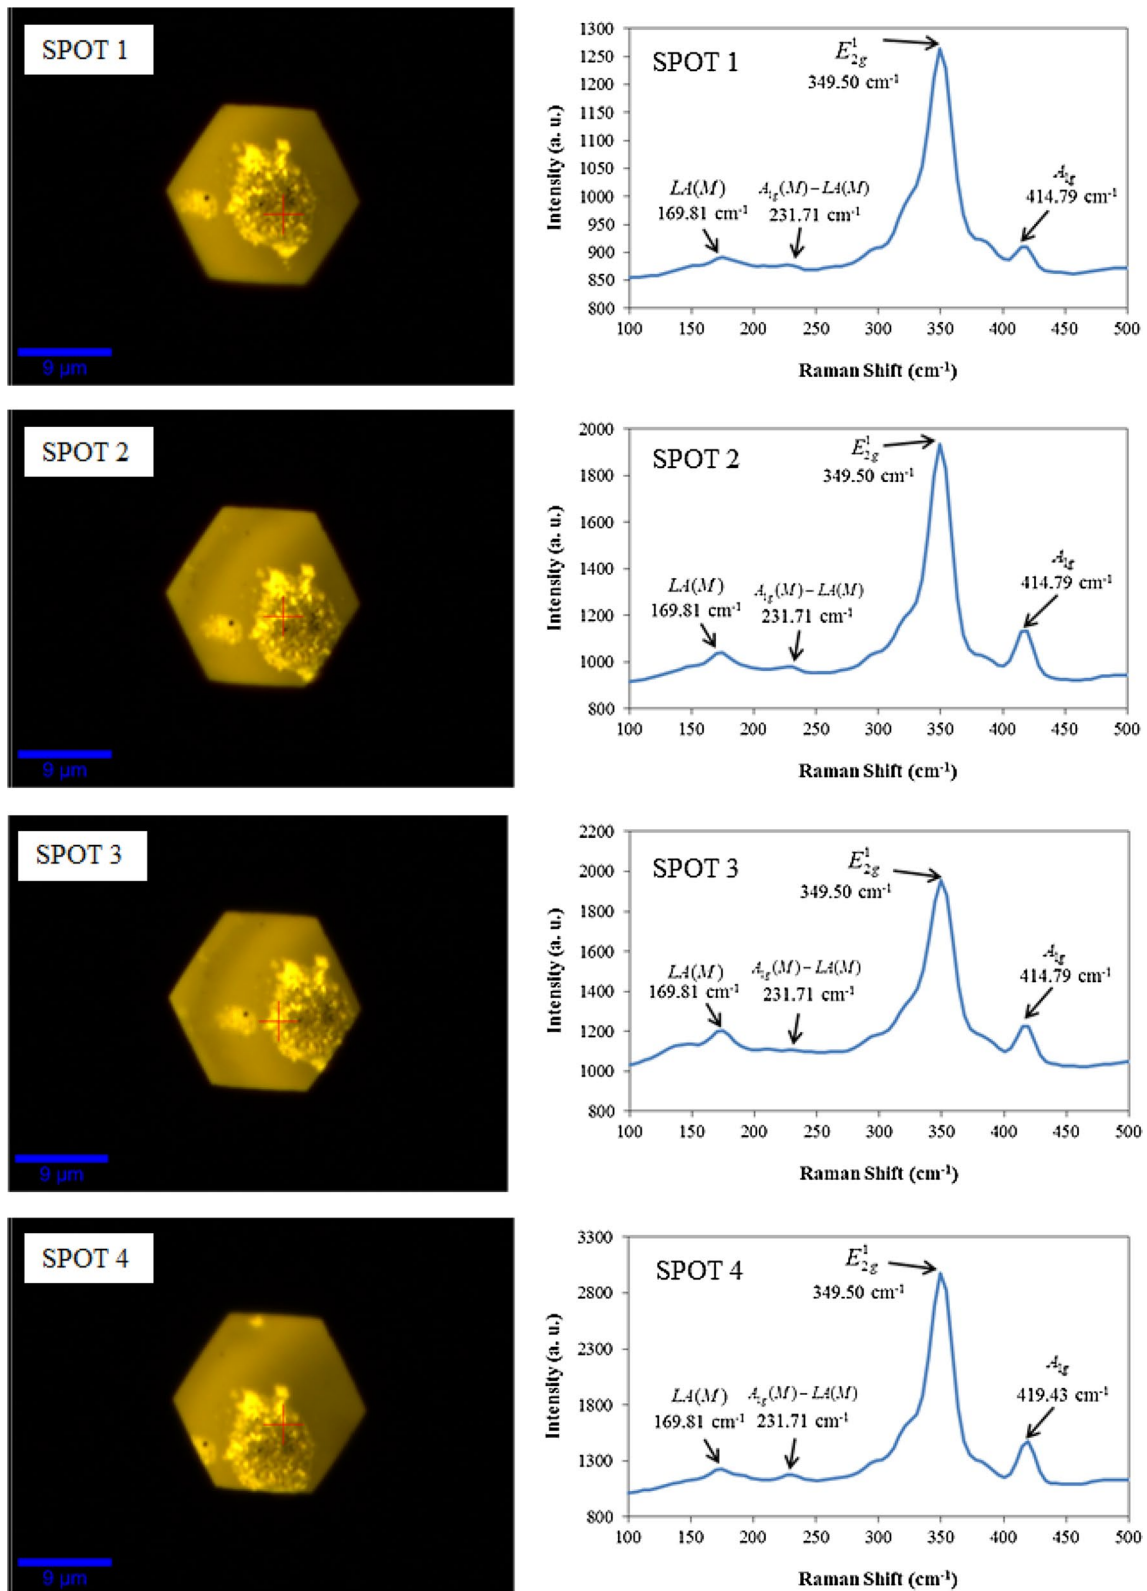 SPOT 1
9 µm
1300
1250
1200
1150
1100
1050
1000
950
900
850
800
Intensity (a. u.)
SPOT 1
E¹₂g
349.50 cm⁻¹
LA(M)
169.81 cm⁻¹
A₁g(M) – LA(M)
231.71 cm⁻¹
A₁g
414.79 cm⁻¹
100 150 200 250 300 350 400 450 500
Raman Shift (cm⁻¹)
SPOT 2
9 µm
2000
1800
1600
1400
1200
1000
800
Intensity (a. u.)
SPOT 2
E¹₂g
349.50 cm⁻¹
LA(M)
169.81 cm⁻¹
A₁g(M) – LA(M)
231.71 cm⁻¹
A₁g
414.79 cm⁻¹
100 150 200 250 300 350 400 450 500
Raman Shift (cm⁻¹)
SPOT 3
9 µm
2200
2000
1800
1600
1400
1200
1000
800
Intensity (a. u.)
SPOT 3
E¹₂g
349.50 cm⁻¹
LA(M)
169.81 cm⁻¹
A₁g(M) – LA(M)
231.71 cm⁻¹
A₁g
414.79 cm⁻¹
100 150 200 250 300 350 400 450 500
Raman Shift (cm⁻¹)
SPOT 4
9 µm
3300
2800
2300
1800
1300
800
Intensity (a. u.)
SPOT 4
E¹₂g
349.50 cm⁻¹
LA(M)
169.81 cm⁻¹
A₁g(M) – LA(M)
231.71 cm⁻¹
A₁g
419.43 cm⁻¹
100 150 200 250 300 350 400 450 500
Raman Shift (cm⁻¹)